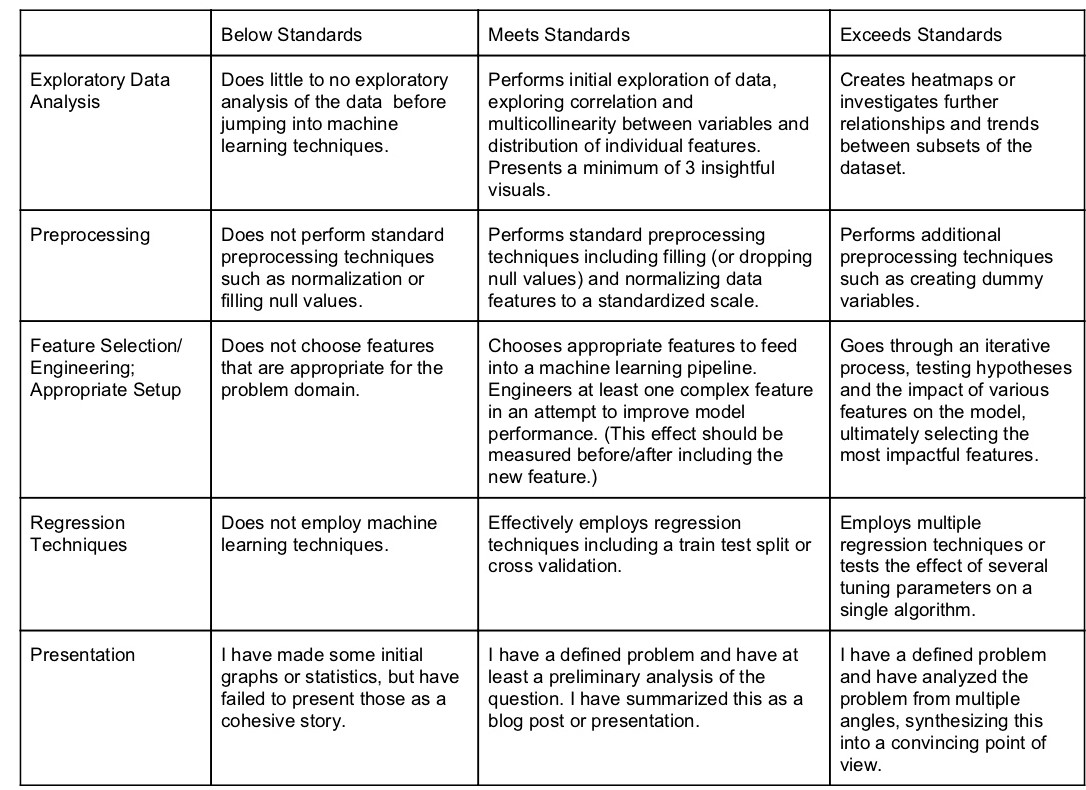 Below Standards
Meets Standards
Exceeds Standards
Exploratory Data
Analysis
Does little to no exploratory
analysis of the data  before
jumping into machine
learning techniques.
Performs initial exploration of data,
exploring correlation and
multicollinearity between variables and
distribution of individual features.
Presents a minimum of 3 insightful
visuals.
Creates heatmaps or
investigates further
relationships and trends
between subsets of the
dataset.
Preprocessing
Does not perform standard
preprocessing techniques
such as normalization or
filling null values.
Performs standard preprocessing
techniques including filling (or dropping
null values) and normalizing data
features to a standardized scale.
Performs additional
preprocessing techniques
such as creating dummy
variables.
Feature Selection/
Engineering;
Appropriate Setup
Does not choose features
that are appropriate for the
problem domain.
Chooses appropriate features to feed
into a machine learning pipeline.
Engineers at least one complex feature
in an attempt to improve model
performance. (This effect should be
measured before/after including the
new feature.)
Goes through an iterative
process, testing hypotheses
and the impact of various
features on the model,
ultimately selecting the
most impactful features.
Regression
Techniques
Does not employ machine
learning techniques.
Effectively employs regression
techniques including a train test split or
cross validation.
Employs multiple
regression techniques or
tests the effect of several
tuning parameters on a
single algorithm.
Presentation
I have made some initial
graphs or statistics, but have
failed to present those as a
cohesive story.
I have a defined problem and have at
least a preliminary analysis of the
question. I have summarized this as a
blog post or presentation.
I have a defined problem
and have analyzed the
problem from multiple
angles, synthesizing this
into a convincing point of
view.